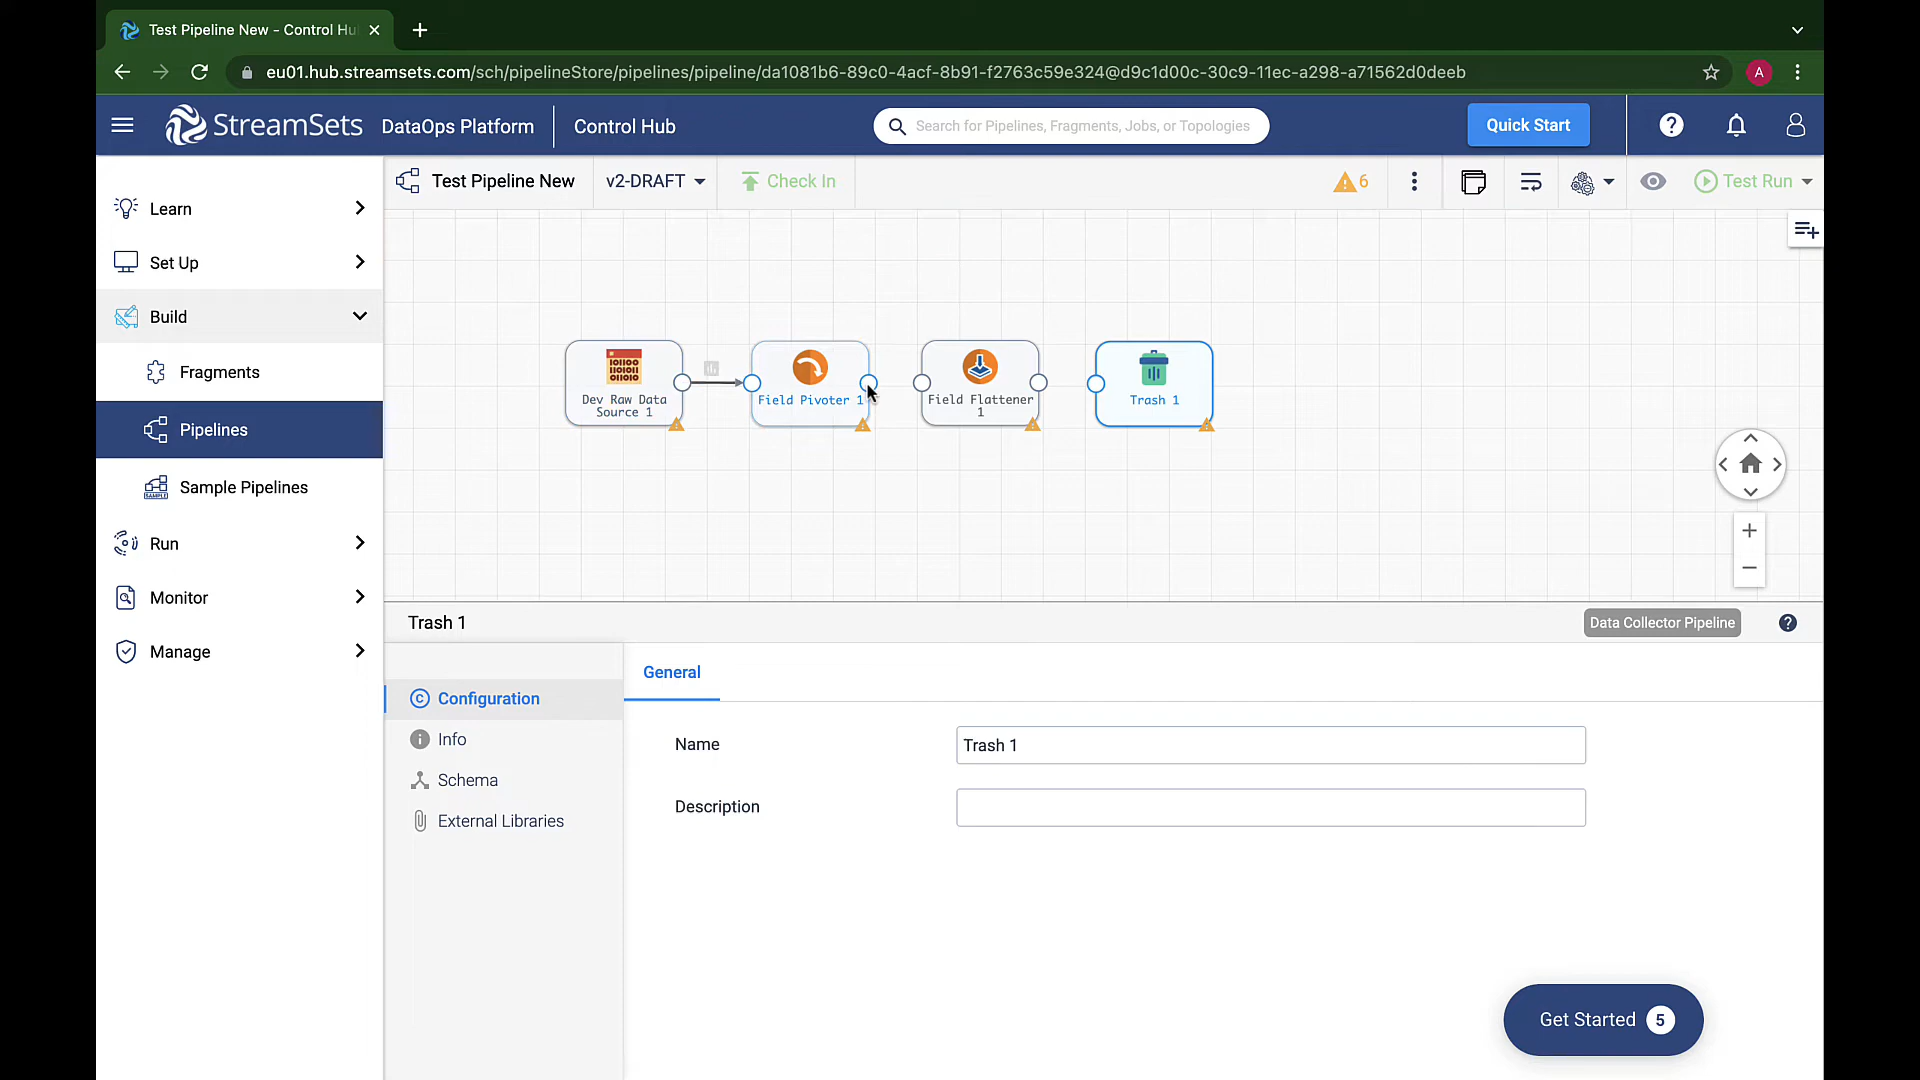 Test Pipeline New - Control Hu
eu01.hub.streamsets.com/sch/pipelineStore/pipelines/pipeline/da1081b6-89c0-4acf-8b91-f2763c59e324@d9c1d00c-30c9-11ec-a298-a71562d0deeb
A
StreamSets DataOps Platform Control Hub
Search for Pipelines, Fragments, Jobs, or Topologies
Quick Start
Test Pipeline New
v2-DRAFT
Check In
6
Test Run
Learn
Set Up
Build
Fragments
Pipelines
SAMPLE
Sample Pipelines
Run
Monitor
Manage
Dev Raw Data
Source 1
Field Pivoter 1
Field Flattener
1
Trash 1
Trash 1
Data Collector Pipeline
Configuration
Info
Schema
External Libraries
General
Name
Trash 1
Description
Get Started 5